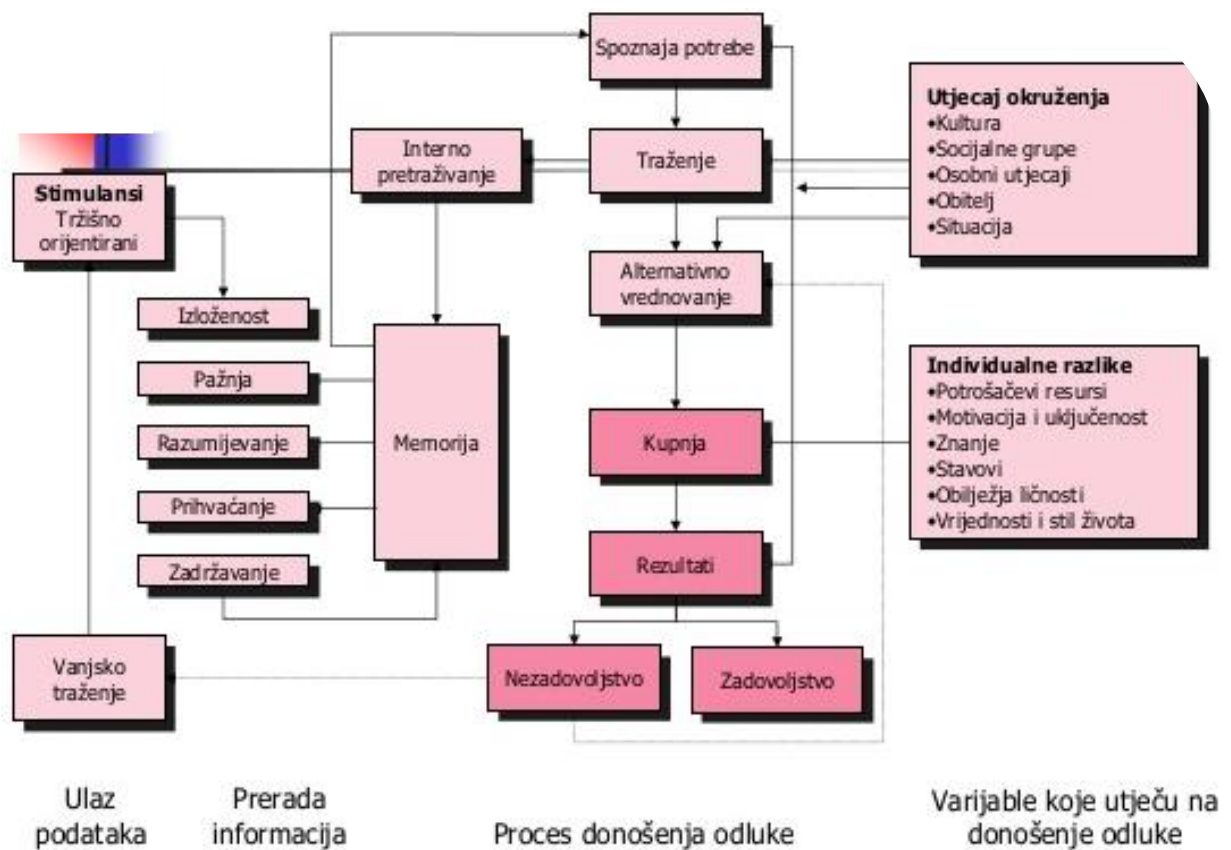 Spoznaja potrebe
Utjecaj okruženja
•Kultura
•Socijalne grupe
•Osobni utjecaji
•Obitelj
•Situacija
Interno
pretraživanje
Traženje
Stimulansi
Tržišno
orijentirani
Alternativno
vrednovanje
Izloženost
Pažnja
Razumijevanje
Prihvaćanje
Zadržavanje
Memorija
Individualne razlike
•Potrošačevi resursi
•Motivacija i uključenost
•Znanje
•Stavovi
•Obilježja ličnosti
•Vrijednosti i stil života
Kupnja
Rezultati
Vanjsko
traženje
Nezadovoljstvo
Zadovoljstvo
Ulaz
podataka
Prerada
informacija
Proces donošenja odluke
Varijable koje utječu na
donošenje odluke